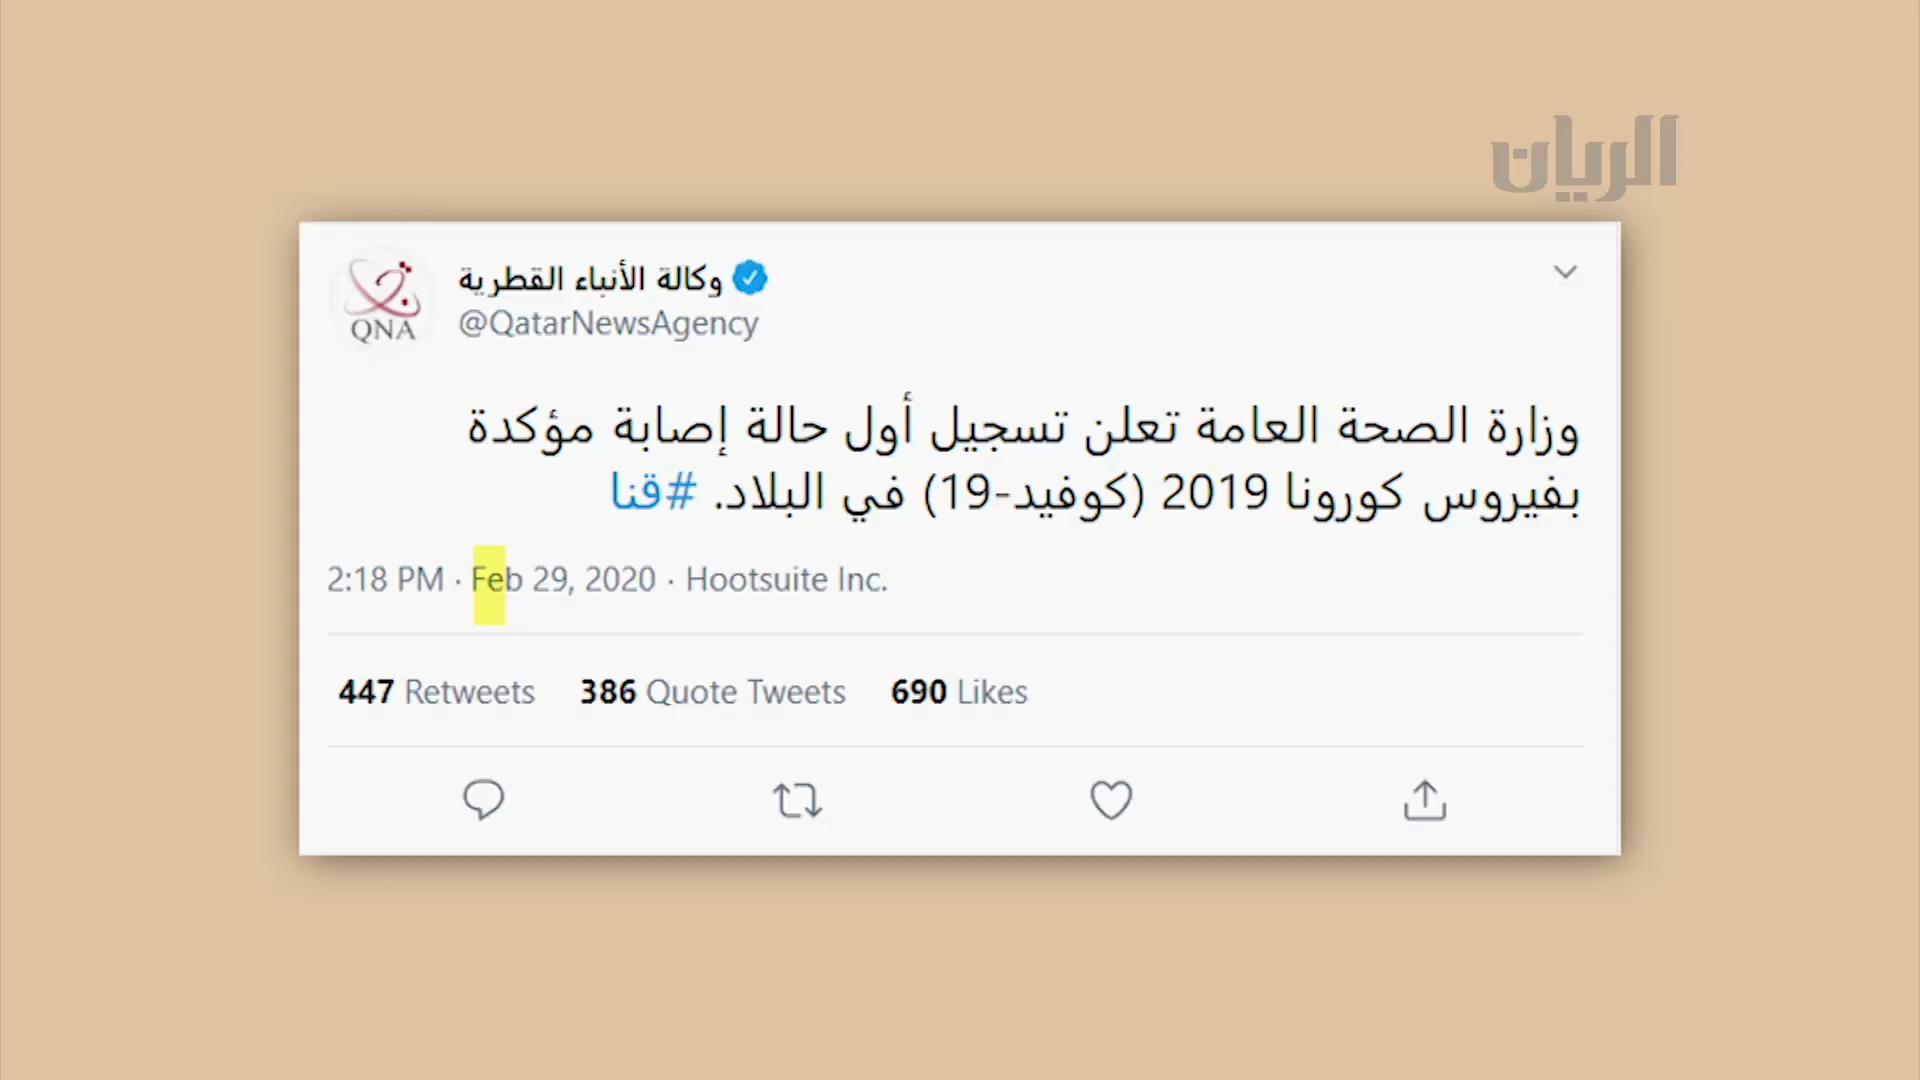 الريان
وكالة الأنباء القطرية
@QatarNewsAgency
QNA
وزارة الصحة العامة تعلن تسجيل أول حالة إصابة مؤكدة
بفيروس كورونا 2019 (كوفيد-19) في البلاد. #قنا
2:18 PM · Feb 29, 2020 · Hootsuite Inc.
447 Retweets 386 Quote Tweets 690 Likes